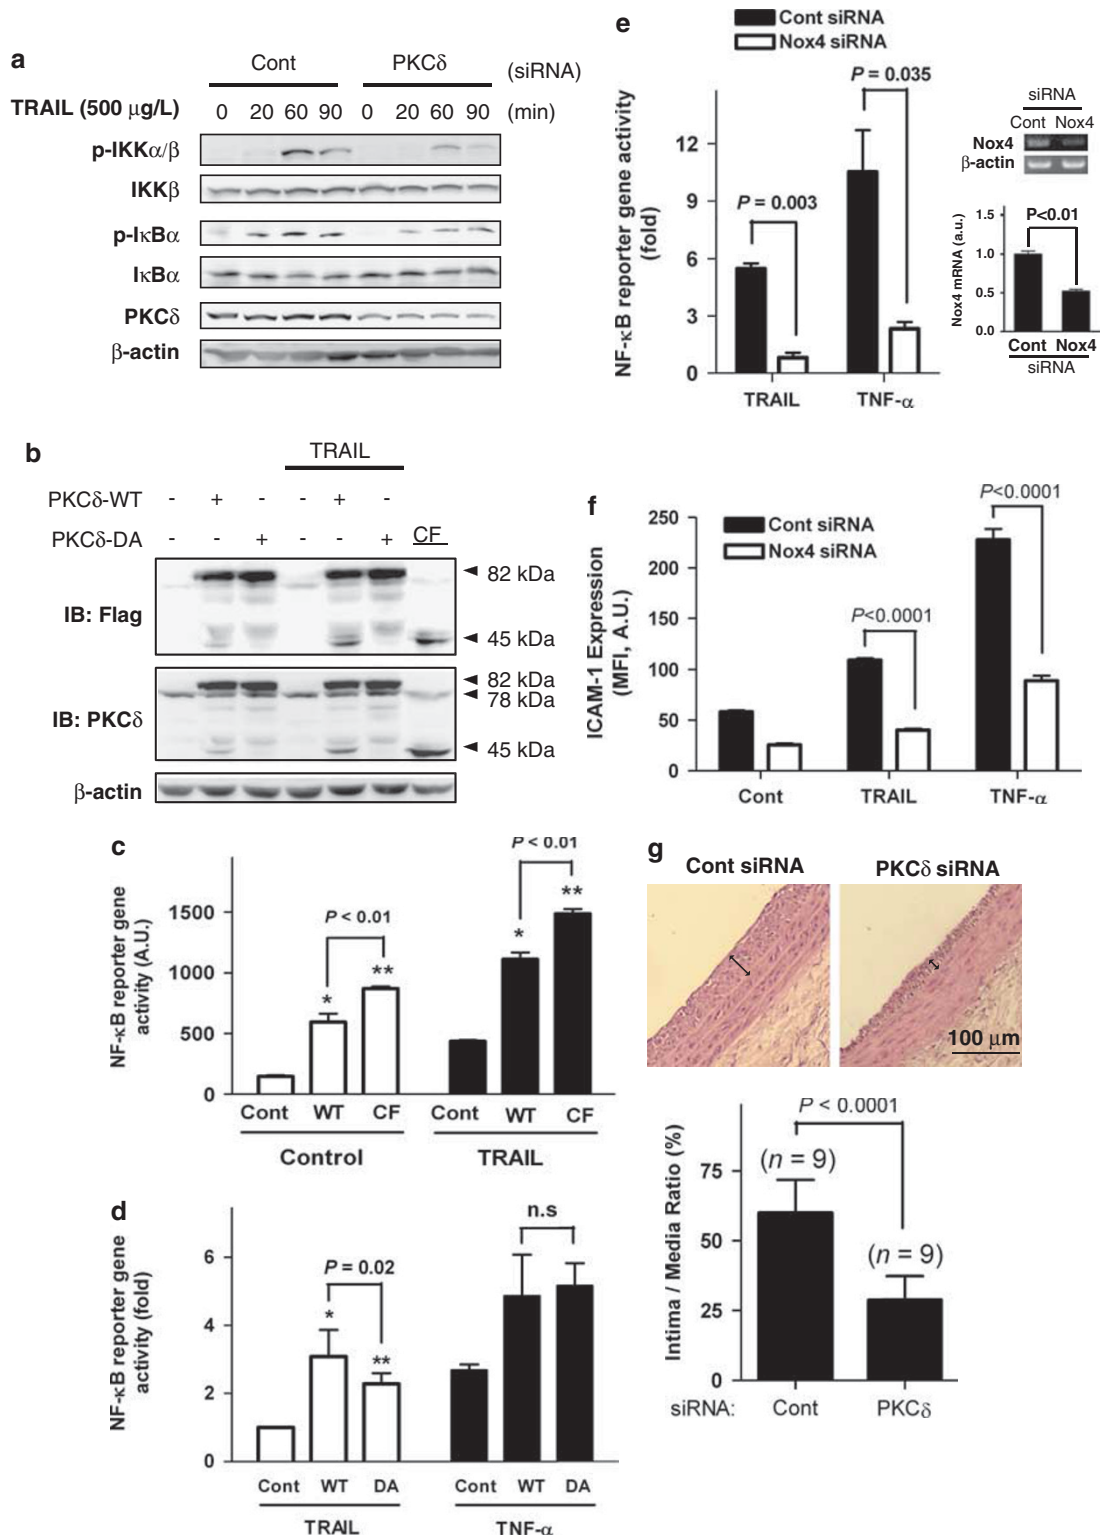 a
Cont PKCδ (siRNA)
TRAIL (500 μg/L) 0 20 60 90 0 20 60 90 (min)
p-IKKα/β
IKKβ
p-IκBα
IκBα
PKCδ
β-actin
b
TRAIL
PKCδ-WT - + - - + -
PKCδ-DA - - + - - + CF
IB: Flag
82 kDa
45 kDa
IB: PKCδ
82 kDa
78 kDa
45 kDa
β-actin
c
NF-κB reporter gene
activity (A.U.)
1500
1000
500
0
P < 0.01
P < 0.01
* ** * **
Cont WT CF Cont WT CF
Control TRAIL
d
NF-κB reporter gene
activity (fold)
6
4
2
0
P = 0.02
n.s
* **
Cont WT DA Cont WT DA
TRAIL TNF-α
e
Cont siRNA
Nox4 siRNA
NF-κB reporter gene activity
(fold)
12
9
6
3
0
P = 0.003
P = 0.035
TRAIL TNF-α
siRNA
Cont Nox4
Nox4
β-actin
Nox4 mRNA (a.u.)
1.5
1.0
0.5
0.0
P<0.01
Cont Nox4
siRNA
f
Cont siRNA
Nox4 siRNA
ICAM-1 Expression
(MFI, A.U.)
250
200
150
100
50
0
P<0.0001
P<0.0001
Cont TRAIL TNF-α
g
Cont siRNA PKCδ siRNA
100 μm
Intima / Media Ratio (%)
75
50
25
0
P < 0.0001
(n = 9)
(n = 9)
siRNA: Cont PKCδ